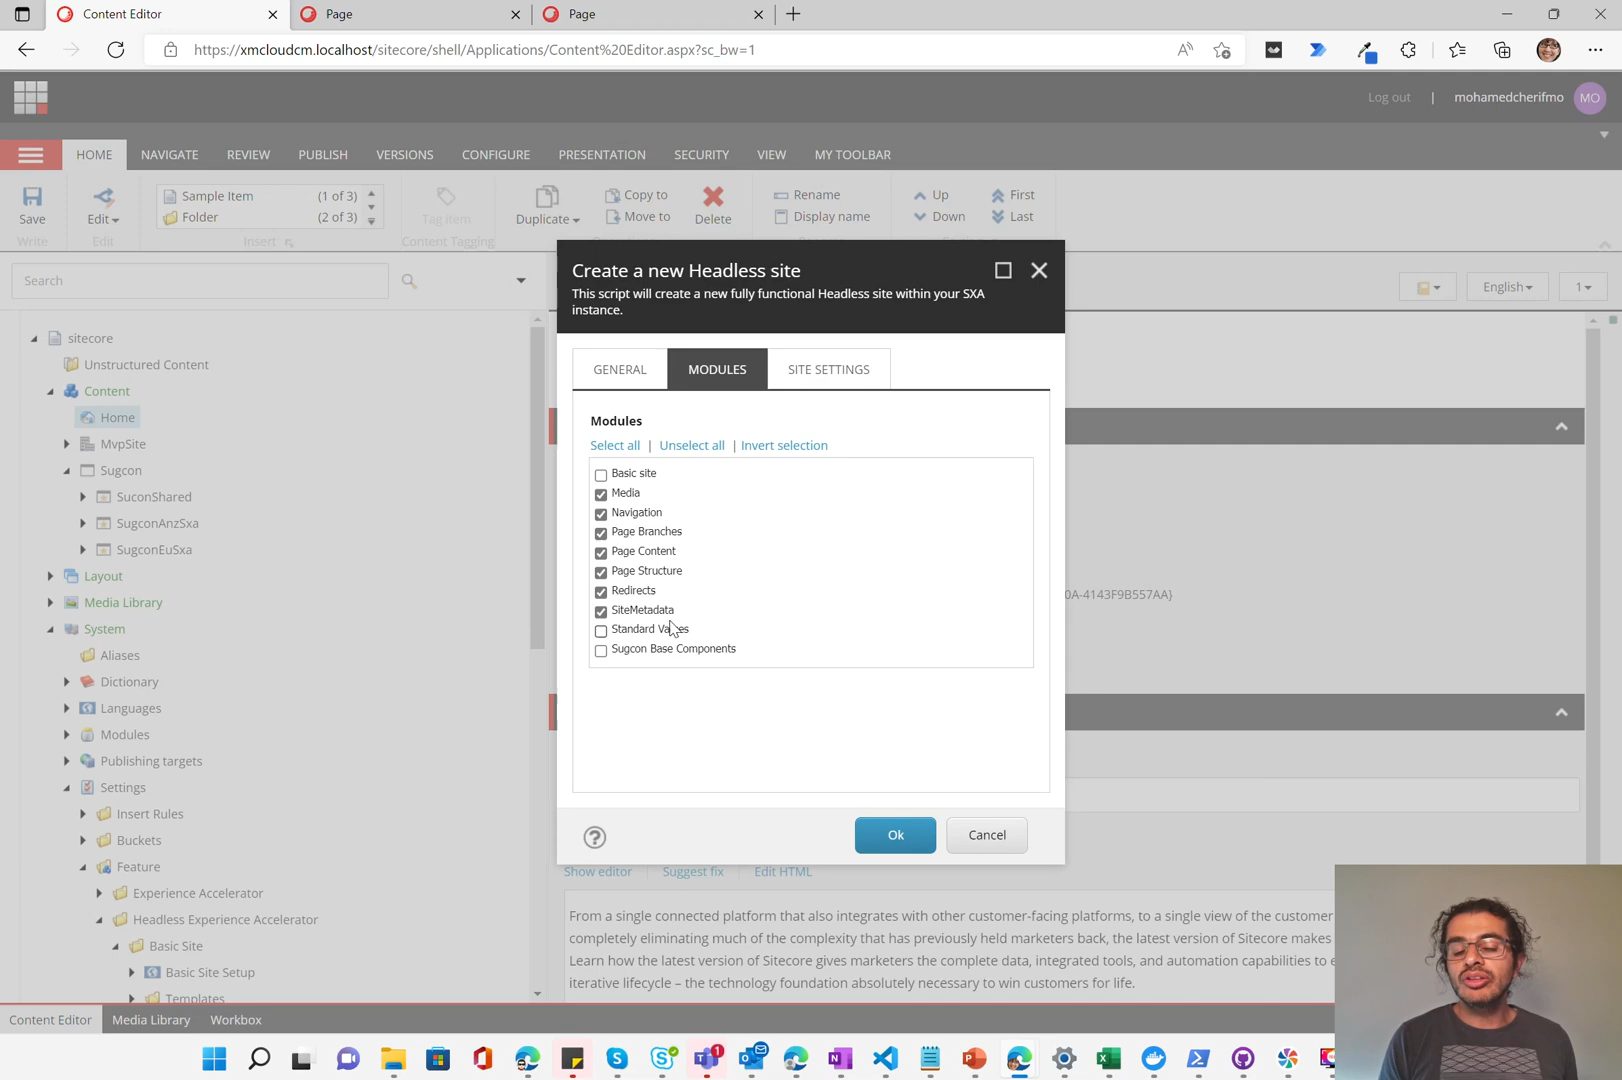 Content Editor
Page
Page
https://xmcloudcm.localhost/sitecore/shell/Applications/Content%20Editor.aspx?sc_bw=1
Log out | mohamedcherifmo MO
HOME NAVIGATE REVIEW PUBLISH VERSIONS CONFIGURE PRESENTATION SECURITY VIEW MY TOOLBAR
Sample Item (1 of 3)
Folder (2 of 3)
Copy to
Move to
Rename
Display name
Up
Down
First
Last
Save Edit Tag item Duplicate Delete
Write Edit Insert Content Tagging
Search
English 1
Create a new Headless site
This script will create a new fully functional Headless site within your SXA
instance.
GENERAL MODULES SITE SETTINGS
Modules
Select all | Unselect all | Invert selection
Basic site
Media
Navigation
Page Branches
Page Content
Page Structure
Redirects
SiteMetadata
Standard Values
Sugcon Base Components
Ok Cancel
sitecore
Unstructured Content
Content
Home
MvpSite
Sugcon
SuconShared
SugconAnzSxa
SugconEuSxa
Layout
Media Library
System
Aliases
Dictionary
Languages
Modules
Publishing targets
Settings
Insert Rules
Buckets
Feature
Experience Accelerator
Headless Experience Accelerator
Basic Site
Basic Site Setup
Templates
0A-4143F9B557AA}
Show editor Suggest fix Edit HTML
From a single connected platform that also integrates with other customer-facing platforms, to a single view of the customer
completely eliminating much of the complexity that has previously held marketers back, the latest version of Sitecore makes
Learn how the latest version of Sitecore gives marketers the complete data, integrated tools, and automation capabilities to e
iterative lifecycle – the technology foundation absolutely necessary to win customers for life.
Content Editor Media Library Workbox
1